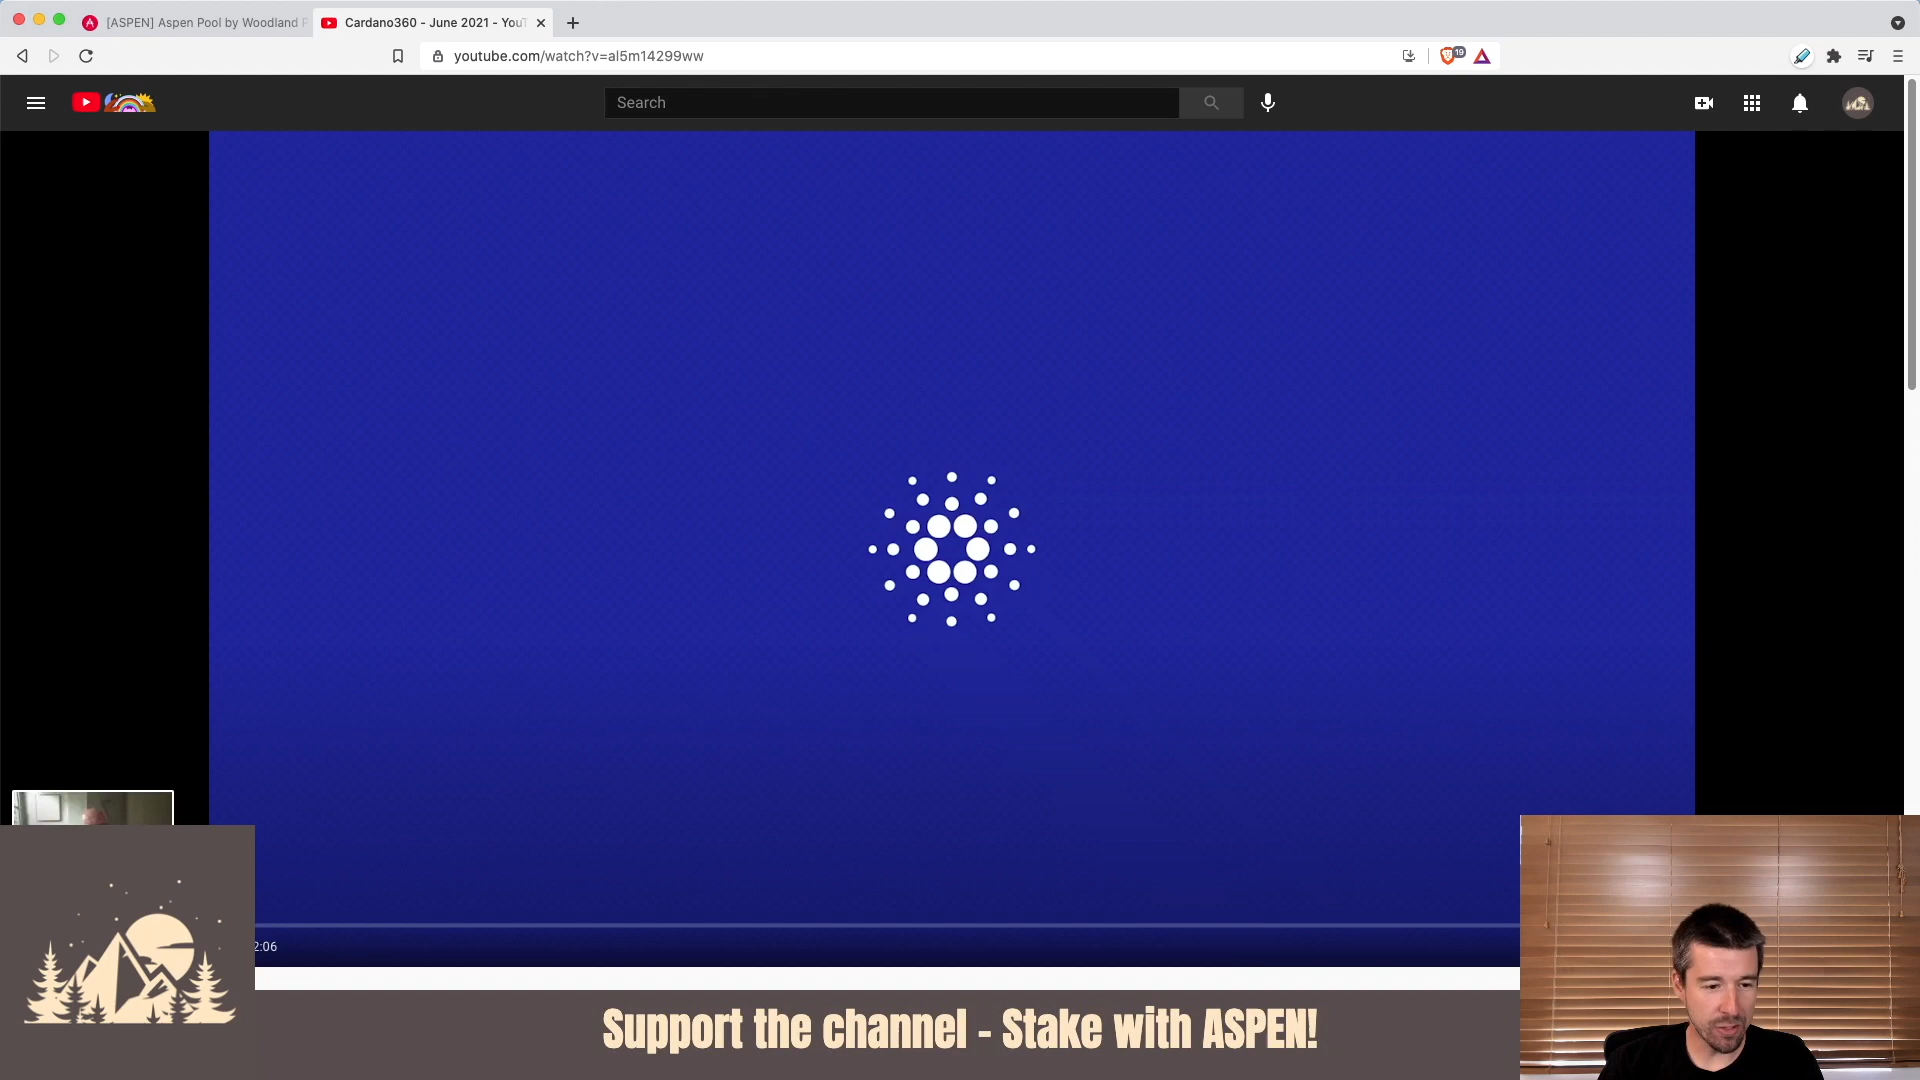 [ASPEN] Aspen Pool by Woodland P
Cardano360 - June 2021 - YouT
youtube.com/watch?v=al5m14299ww
19
Search
2:06
Support the channel - Stake with ASPEN!